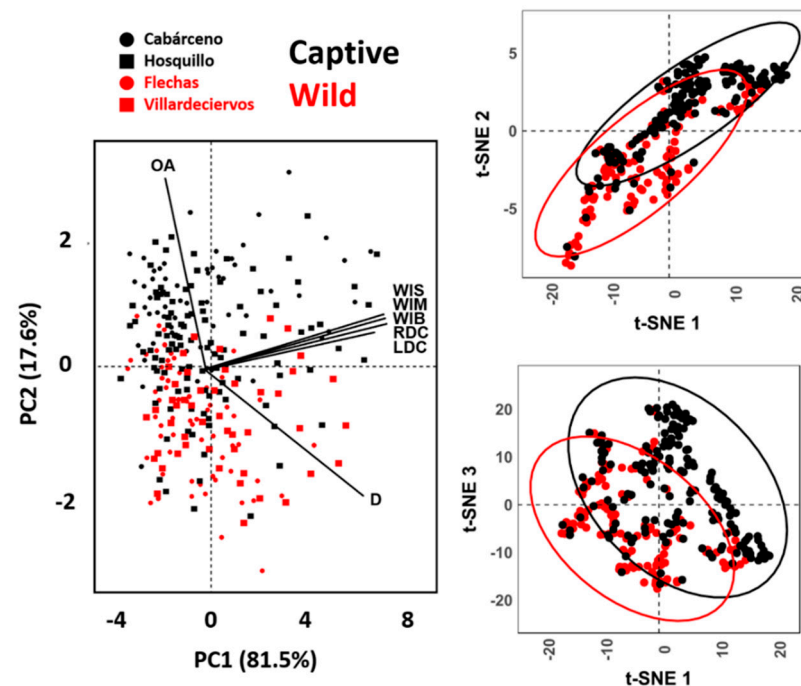 Cabárceno
Hosquillo
Flechas
Villardeciervos
Captive
Wild
OA
WIS
WIM
WIB
RDC
LDC
D
2
0
-2
PC2 (17.6%)
-4
0
4
8
PC1 (81.5%)
5
0
-5
t-SNE 2
-20
-10
0
10
20
t-SNE 1
20
10
0
-10
-20
t-SNE 3
-20
-10
0
10
20
t-SNE 1